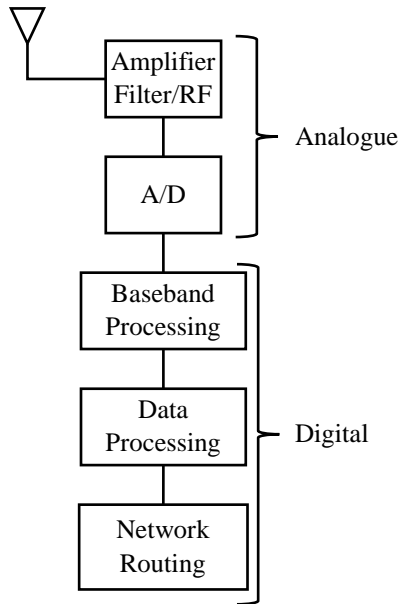 Amplifier
Filter/RF
Analogue
A/D
Baseband
Processing
Data
Processing
Digital
Network
Routing